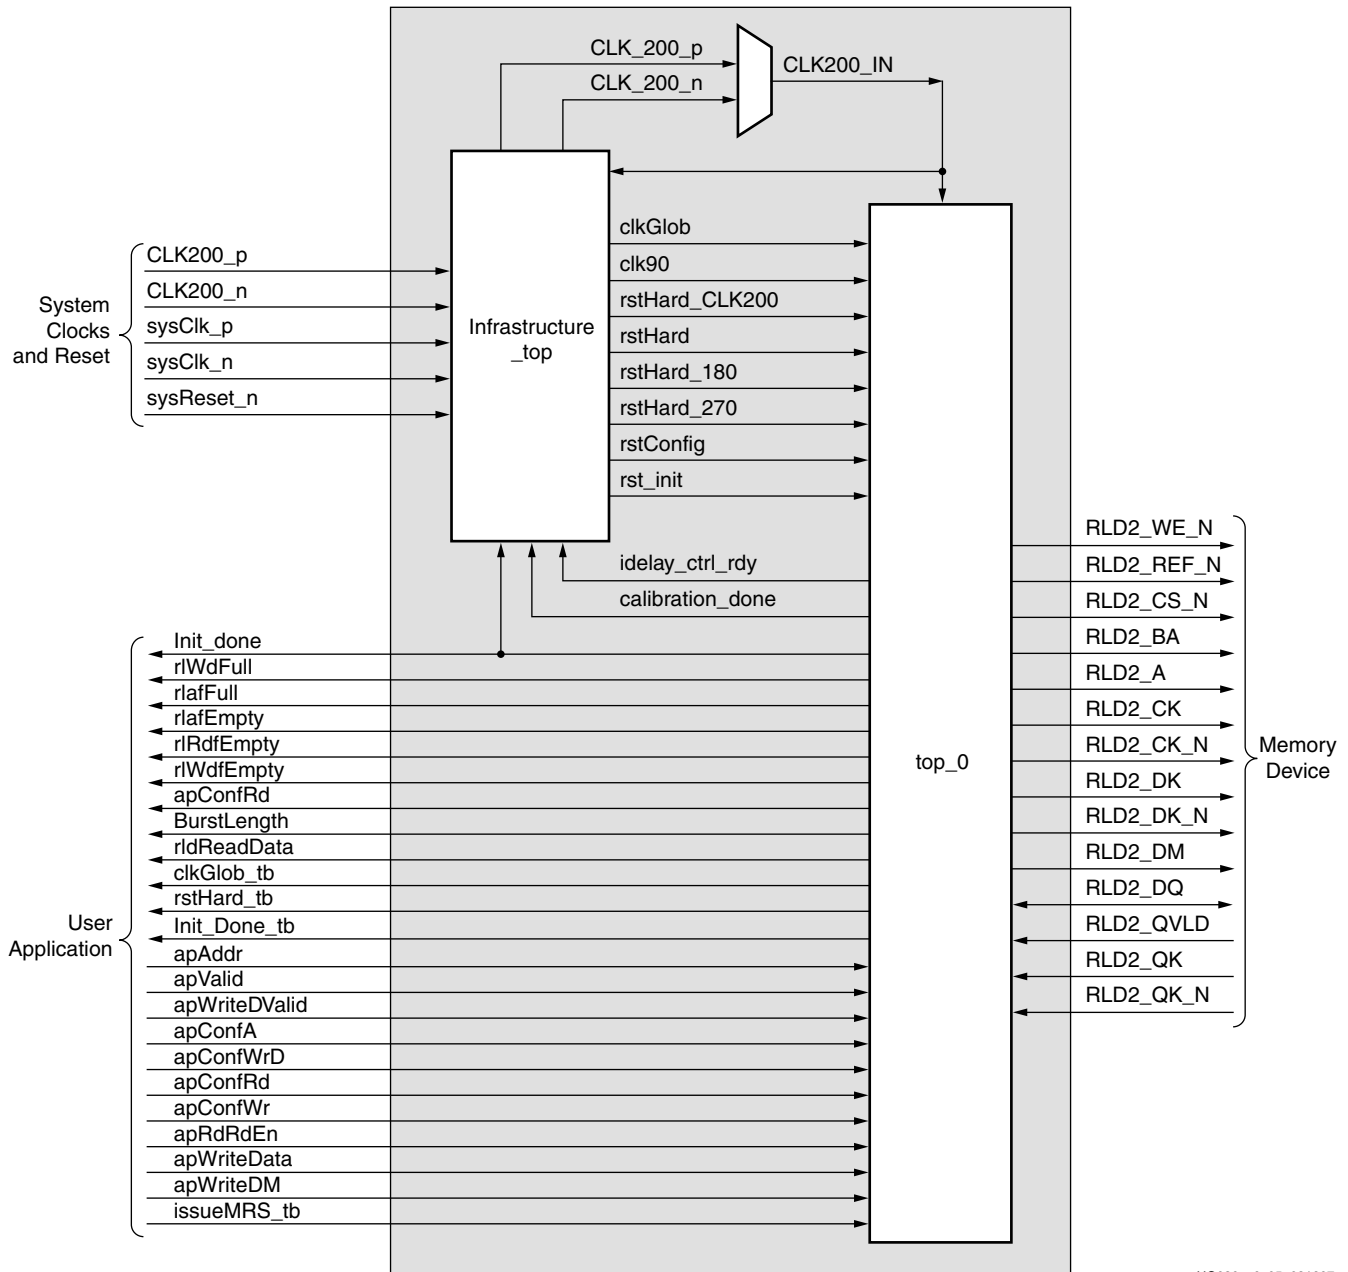 CLK_200_p
CLK_200_n
CLK200_IN
System
Clocks
and Reset
CLK200_p
CLK200_n
sysClk_p
sysClk_n
sysReset_n
Infrastructure
_top
clkGlob
clk90
rstHard_CLK200
rstHard
rstHard_180
rstHard_270
rstConfig
rst_init
idelay_ctrl_rdy
calibration_done
User
Application
Init_done
rlWdFull
rlafFull
rlafEmpty
rlRdfEmpty
rlWdfEmpty
apConfRd
BurstLength
rldReadData
clkGlob_tb
rstHard_tb
Init_Done_tb
apAddr
apValid
apWriteDValid
apConfA
apConfWrD
apConfRd
apConfWr
apRdRdEn
apWriteData
apWriteDM
issueMRS_tb
top_0
RLD2_WE_N
RLD2_REF_N
RLD2_CS_N
RLD2_BA
RLD2_A
RLD2_CK
RLD2_CK_N
RLD2_DK
RLD2_DK_N
RLD2_DM
RLD2_DQ
RLD2_QVLD
RLD2_QK
RLD2_QK_N
Memory
Device